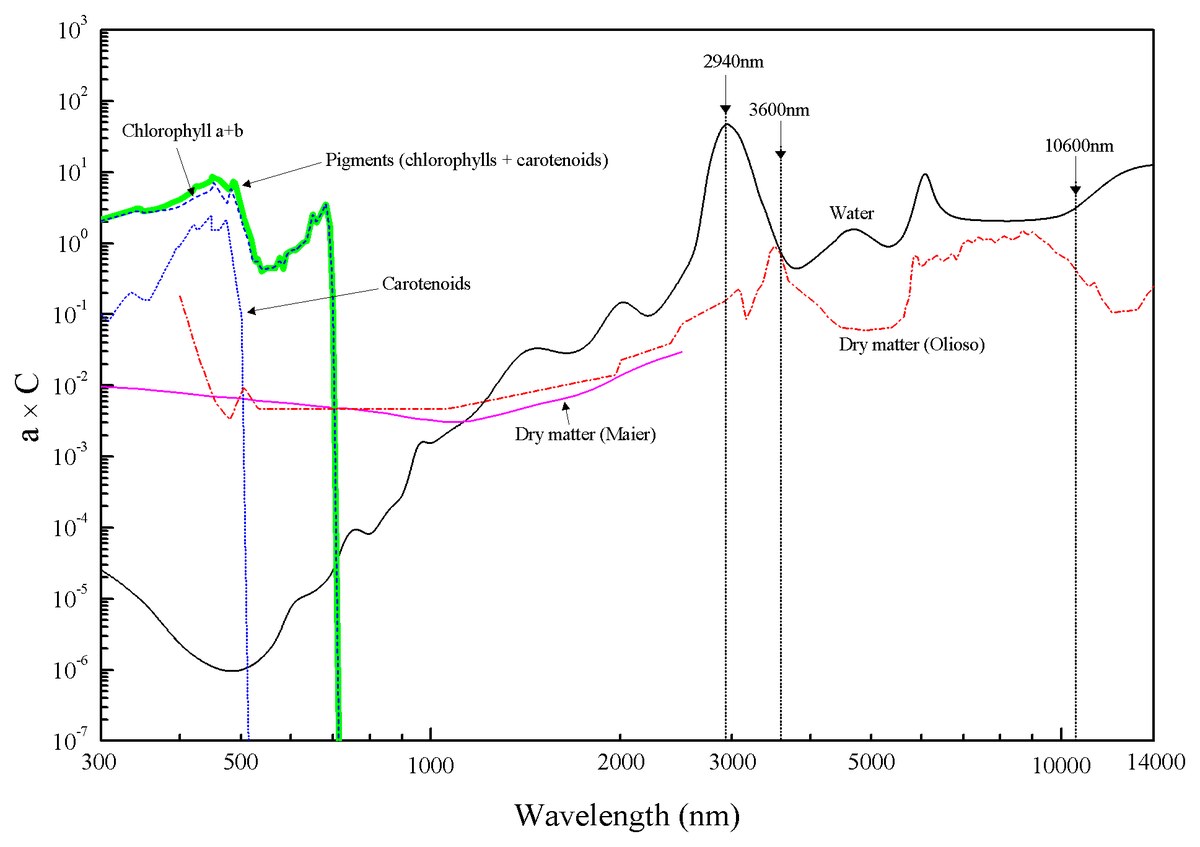 10³
10²
10¹
10⁰
10⁻¹
10⁻²
10⁻³
10⁻⁴
10⁻⁵
10⁻⁶
10⁻⁷
a × C
2940nm
3600nm
10600nm
Chlorophyll a+b
Pigments (chlorophylls + carotenoids)
Water
Carotenoids
Dry matter (Olioso)
Dry matter (Maier)
300
500
1000
2000
3000
5000
10000
14000
Wavelength (nm)